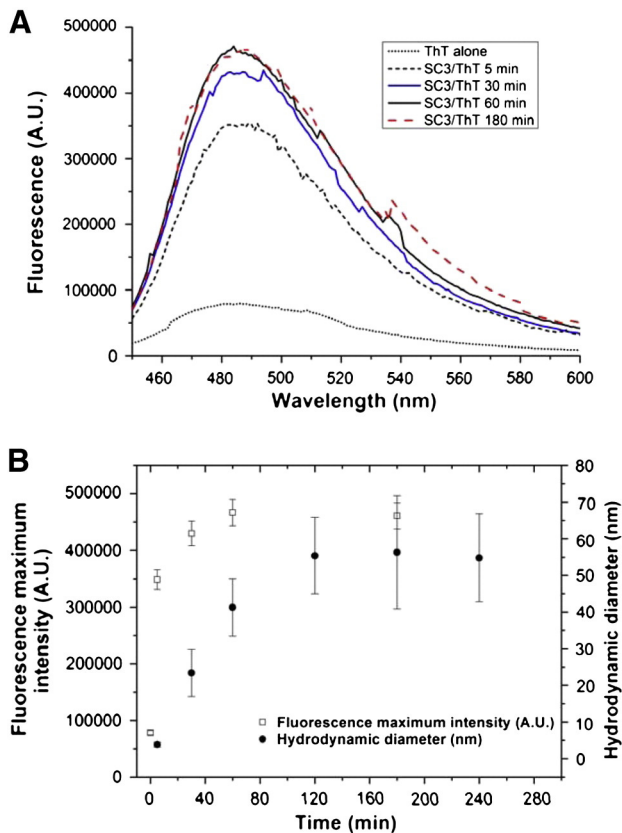 A
500000
400000
300000
200000
100000
0
Fluorescence (A.U.)
ThT alone
SC3/ThT 5 min
SC3/ThT 30 min
SC3/ThT 60 min
SC3/ThT 180 min
460 480 500 520 540 560 580 600
Wavelength (nm)
B
500000
400000
300000
200000
100000
0
Fluorescence maximum
intensity (A.U.)
80
70
60
50
40
30
20
10
0
Hydrodynamic diameter (nm)
Fluorescence maximum intensity (A.U.)
Hydrodynamic diameter (nm)
0 40 80 120 160 200 240
Time (min)